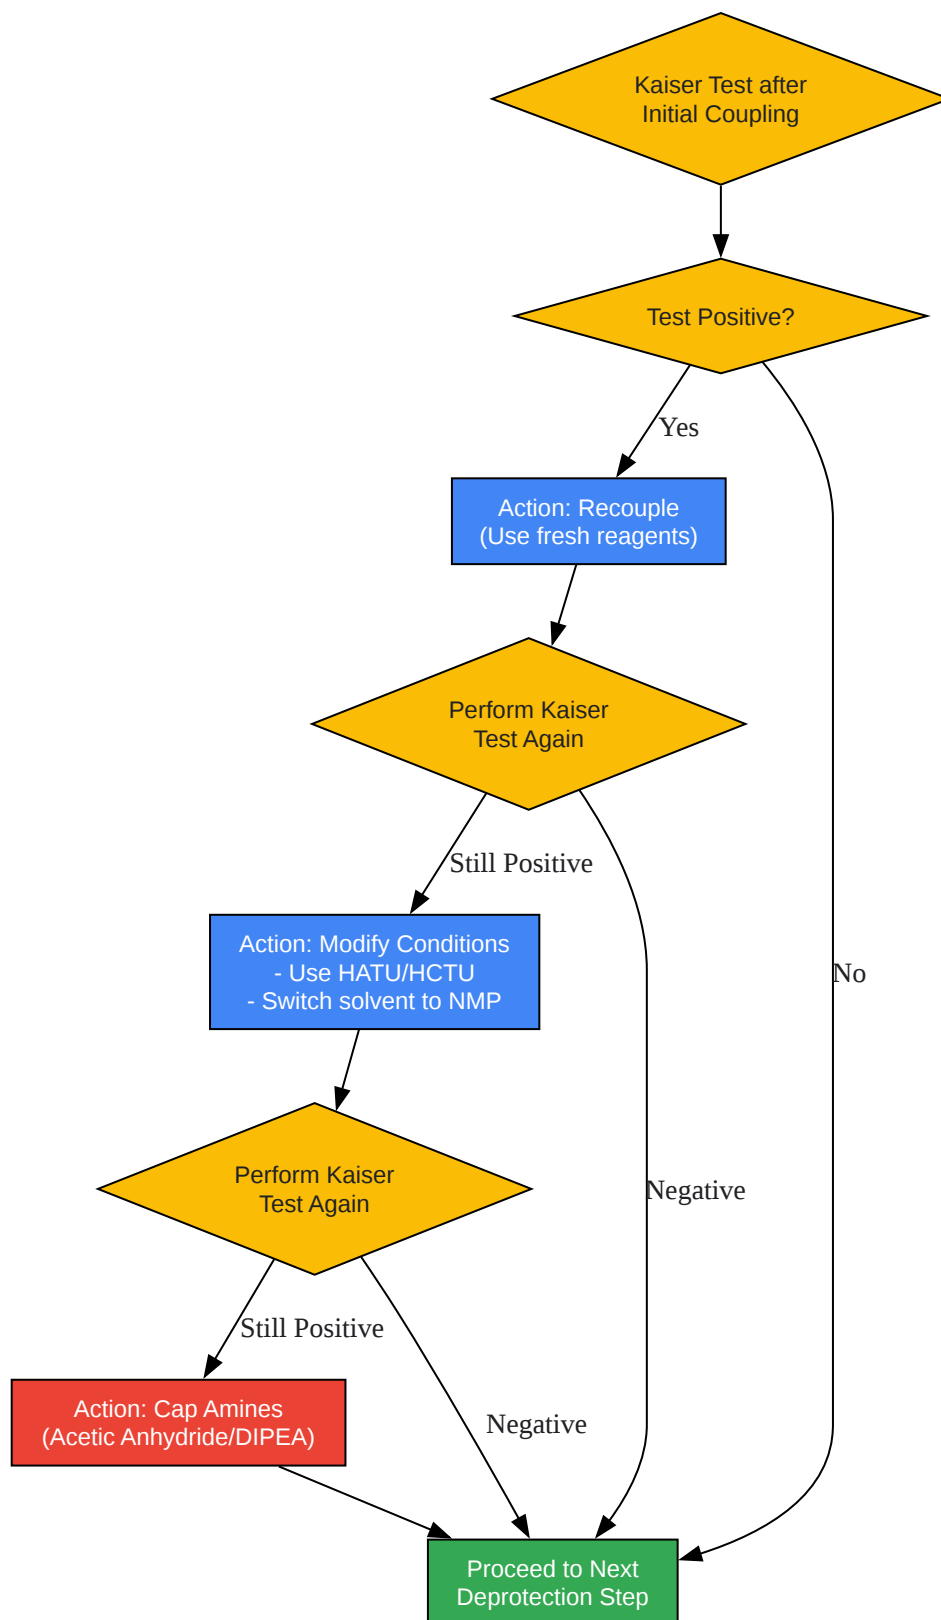 Kaiser Test after
Initial Coupling
Test Positive?
Yes
Action: Recouple
(Use fresh reagents)
Perform Kaiser
Test Again
Still Positive
Action: Modify Conditions
- Use HATU/HCTU
- Switch solvent to NMP
No
Perform Kaiser
Test Again
Negative
Still Positive
Action: Cap Amines
(Acetic Anhydride/DIPEA)
Negative
Proceed to Next
Deprotection Step